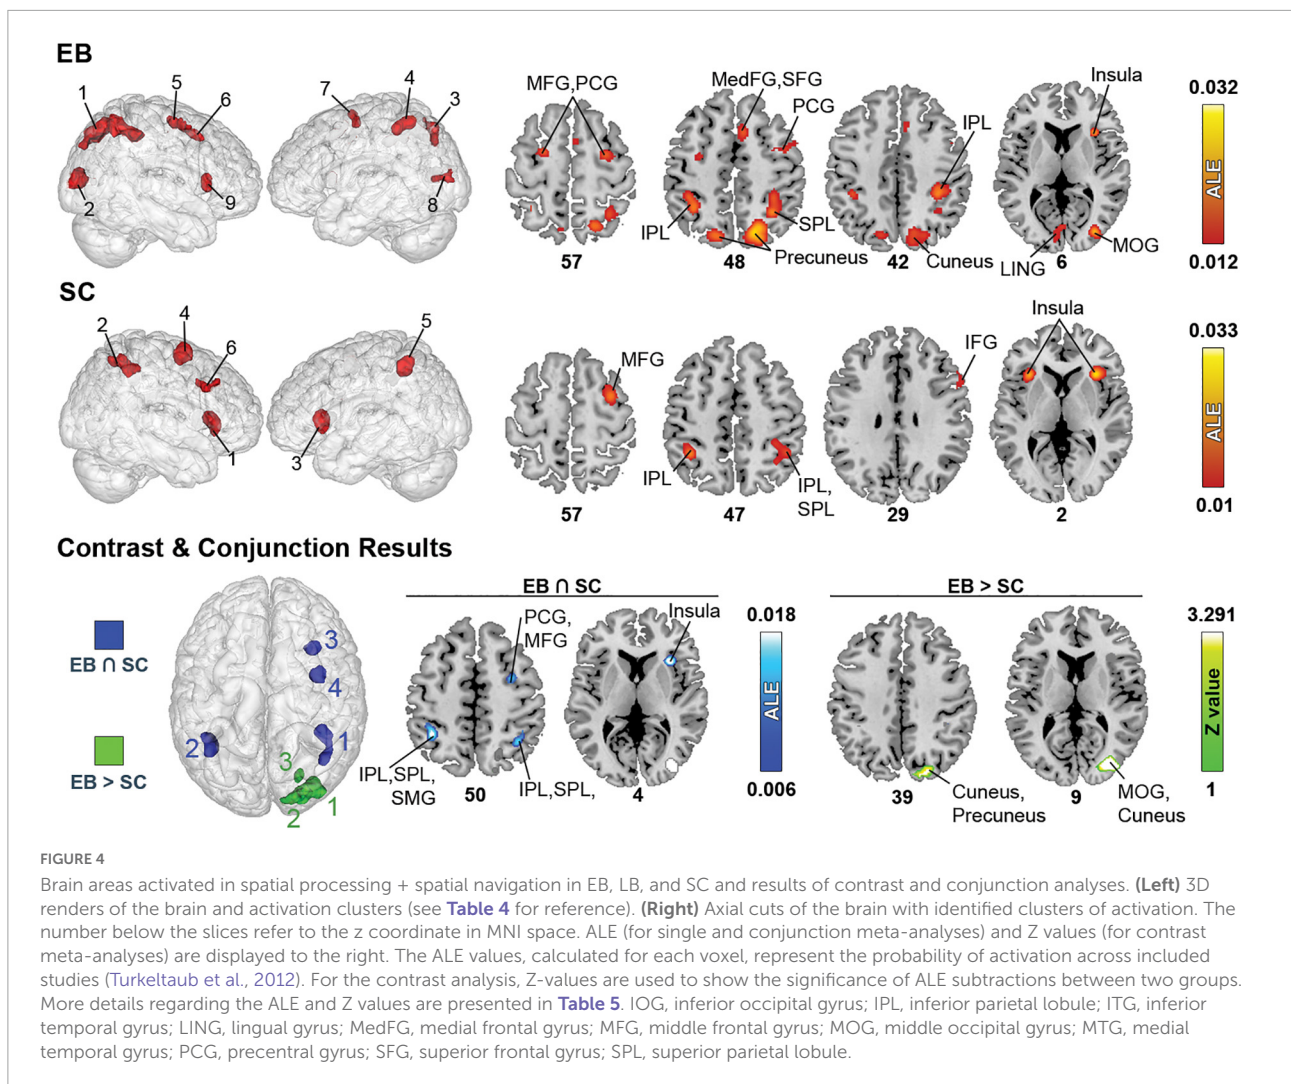 EB
1
5
6
2
9
7
4
3
8
MFG,PCG
MedFG,SFG
PCG
IPL
Insula
IPL
SPL
Precuneus
Cuneus
LING
MOG
57
48
42
6
0.032
ALE
0.012
SC
2
4
6
1
5
3
MFG
IPL
IPL,
SPL
IFG
Insula
57
47
29
2
0.033
ALE
0.01
Contrast & Conjunction Results
EB ∩ SC
EB > SC
3
4
2
1
3
2
1
EB ∩ SC
PCG,
MFG
Insula
IPL,SPL,
SMG
IPL,SPL,
50
4
0.018
ALE
0.006
EB > SC
Cuneus,
Precuneus
MOG,
Cuneus
39
9
3.291
Z value
1
FIGURE 4
Brain areas activated in spatial processing + spatial navigation in EB, LB, and SC and results of contrast and conjunction analyses. (Left) 3D
renders of the brain and activation clusters (see Table 4 for reference). (Right) Axial cuts of the brain with identified clusters of activation. The
number below the slices refer to the z coordinate in MNI space. ALE (for single and conjunction meta-analyses) and Z values (for contrast
meta-analyses) are displayed to the right. The ALE values, calculated for each voxel, represent the probability of activation across included
studies (Turkeltaub et al., 2012). For the contrast analysis, Z-values are used to show the significance of ALE subtractions between two groups.
More details regarding the ALE and Z values are presented in Table 5. IOG, inferior occipital gyrus; IPL, inferior parietal lobule; ITG, inferior
temporal gyrus; LING, lingual gyrus; MedFG, medial frontal gyrus; MFG, middle frontal gyrus; MOG, middle occipital gyrus; MTG, medial
temporal gyrus; PCG, precentral gyrus; SFG, superior frontal gyrus; SPL, superior parietal lobule.